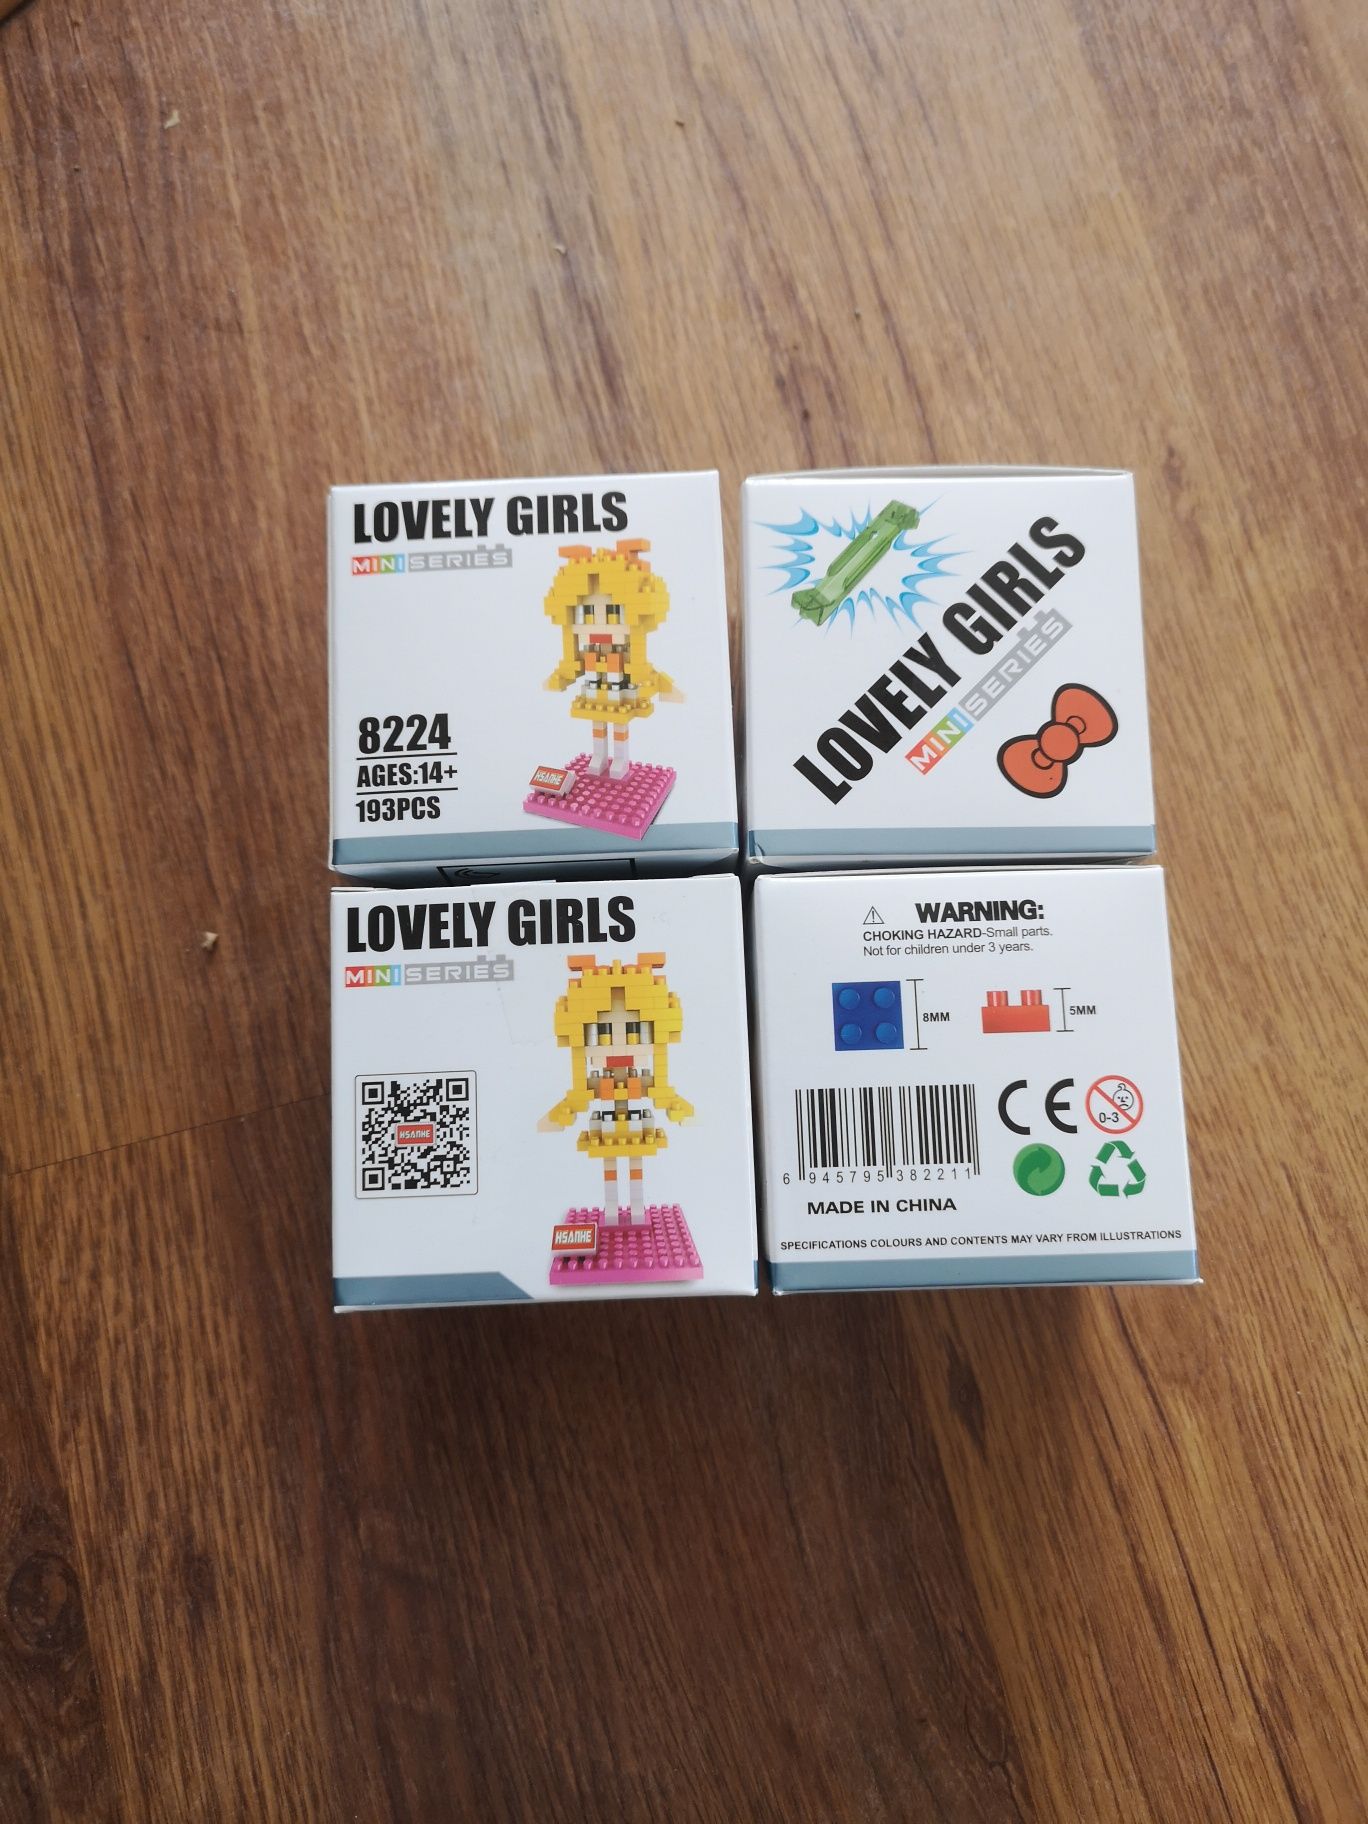 LOVELY GIRLS
MINI SERIES
8224
AGES:14+
193PCS
HSANHE
LOVELY GIRLS
MINI SERIES
LOVELY GIRLS
MINI SERIES
HSANHE
HSANHE
WARNING:
CHOKING HAZARD-Small parts.
Not for children under 3 years.
8MM
5MM
CE
0-3
6 945795 382211
MADE IN CHINA
SPECIFICATIONS COLOURS AND CONTENTS MAY VARY FROM ILLUSTRATIONS